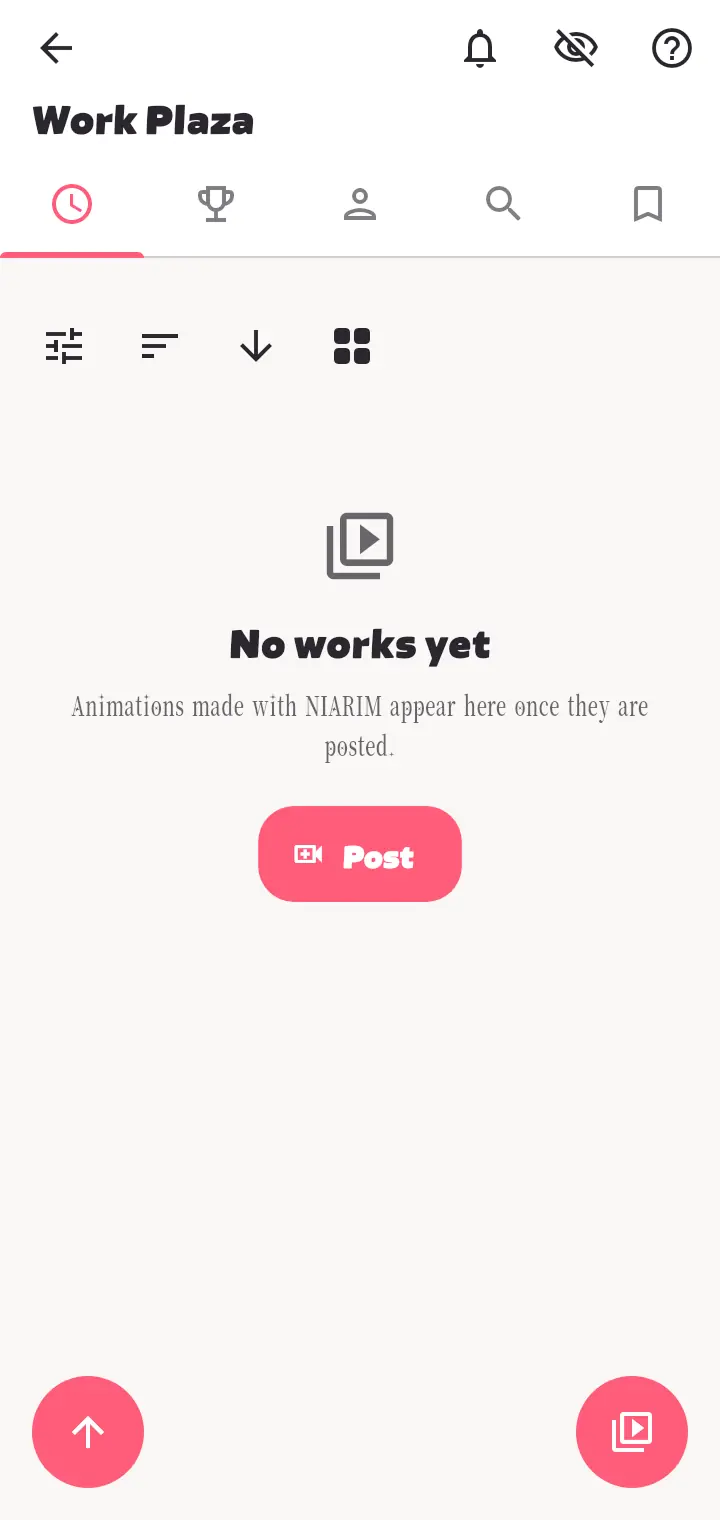 Work Plaza
No works yet
Animations made with NIARIM appear here once they are
posted.
Post